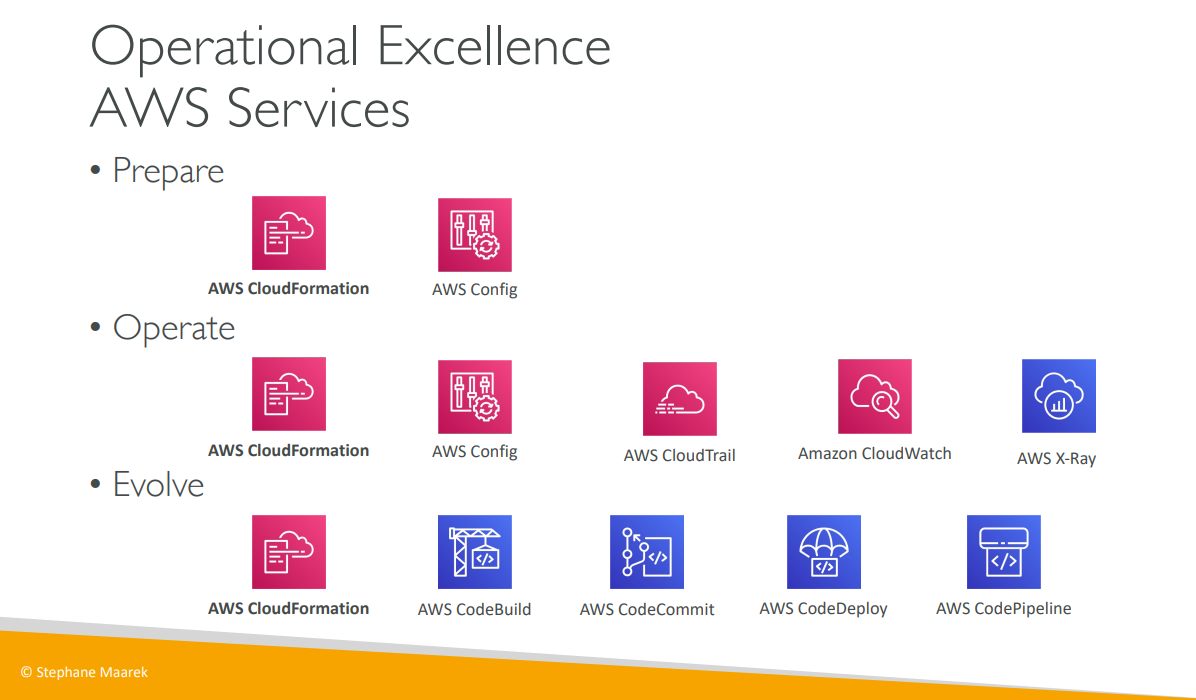 Operational Excellence
AWS Services
• Prepare
AWS CloudFormation
AWS Config
• Operate
AWS CloudFormation
AWS Config
AWS CloudTrail
Amazon CloudWatch
AWS X-Ray
• Evolve
AWS CloudFormation
AWS CodeBuild
AWS CodeCommit
AWS CodeDeploy
AWS CodePipeline
© Stephane Maarek